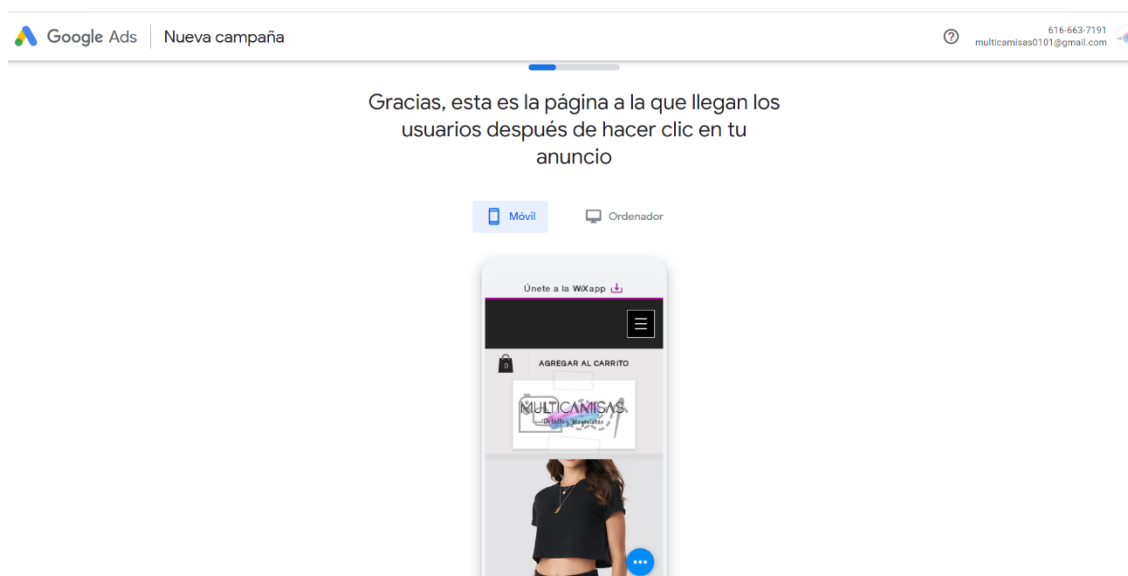 Google Ads
Nueva campaña
616-663-7191
multicamisas0101@gmail.com
Gracias, esta es la página a la que llegan los
usuarios después de hacer clic en tu
anuncio
Móvil
Ordenador
Únete a la WiXapp
0
AGREGAR AL CARRITO
MULTICAMISAS